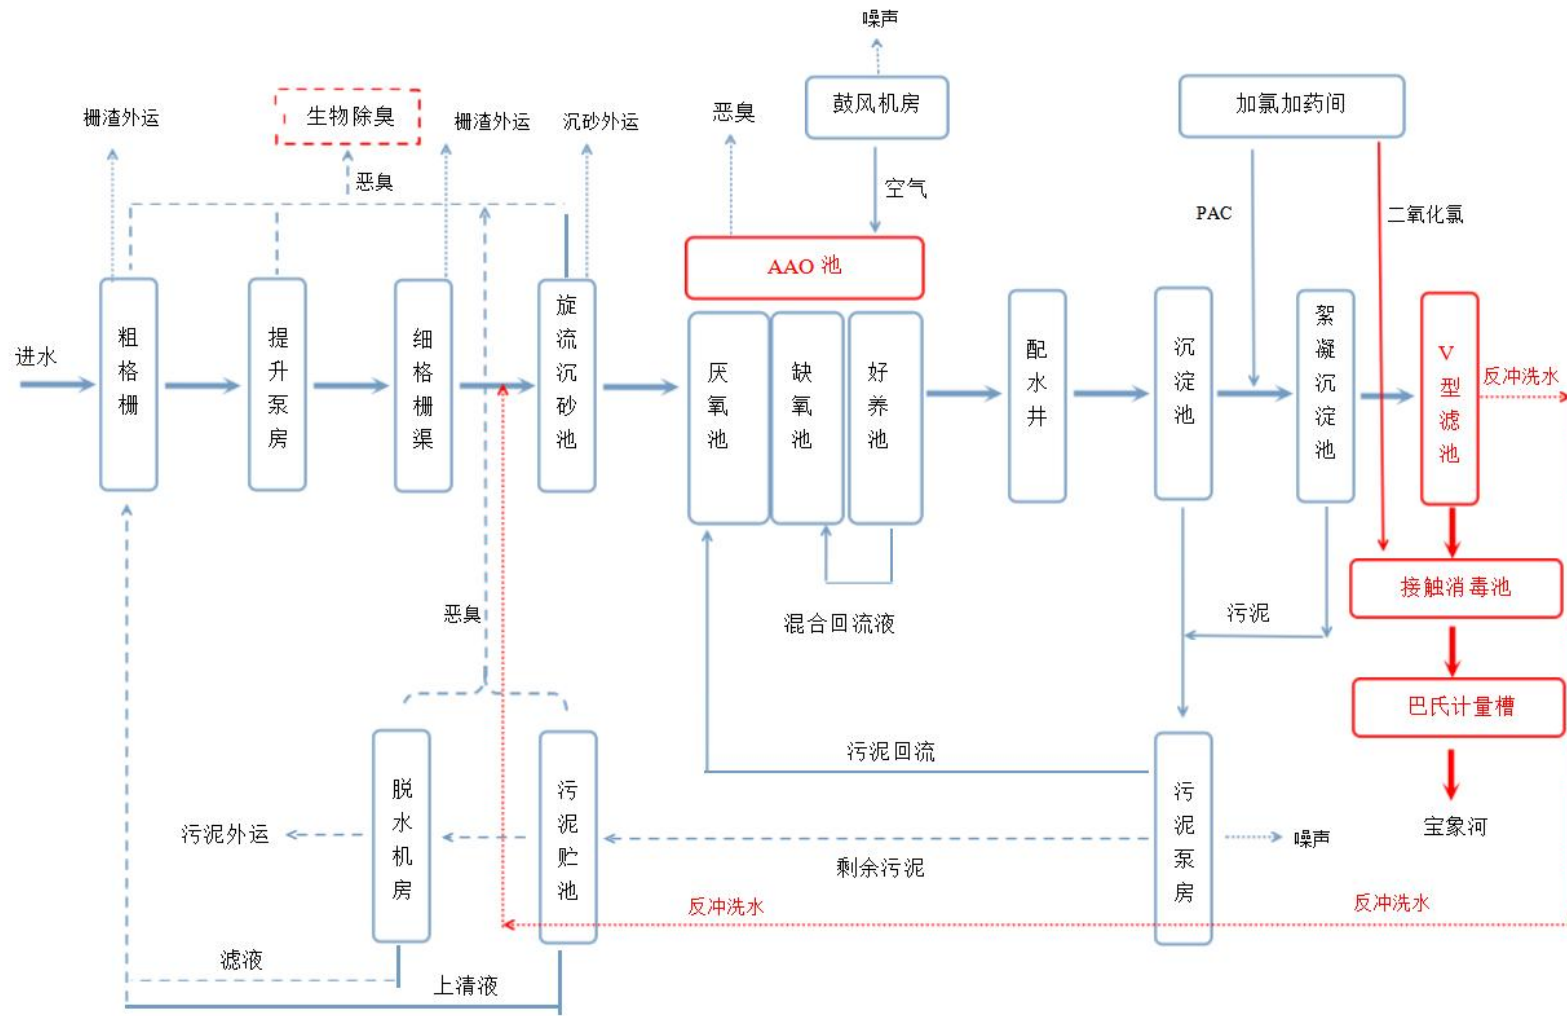 噪声
鼓风机房
加氯加药间
栅渣外运
生物除臭
栅渣外运
沉砂外运
恶臭
恶臭
空气
PAC
二氧化氯
AAO 池
进水
粗格栅
提升泵房
细格栅渠
旋流沉砂池
厌氧池
缺氧池
好养池
配水井
沉淀池
絮凝沉淀池
V型滤池
反冲洗水
接触消毒池
混合回流液
污泥
恶臭
巴氏计量槽
污泥回流
宝象河
污泥外运
脱水机房
污泥贮池
剩余污泥
污泥泵房
噪声
反冲洗水
反冲洗水
滤液
上清液